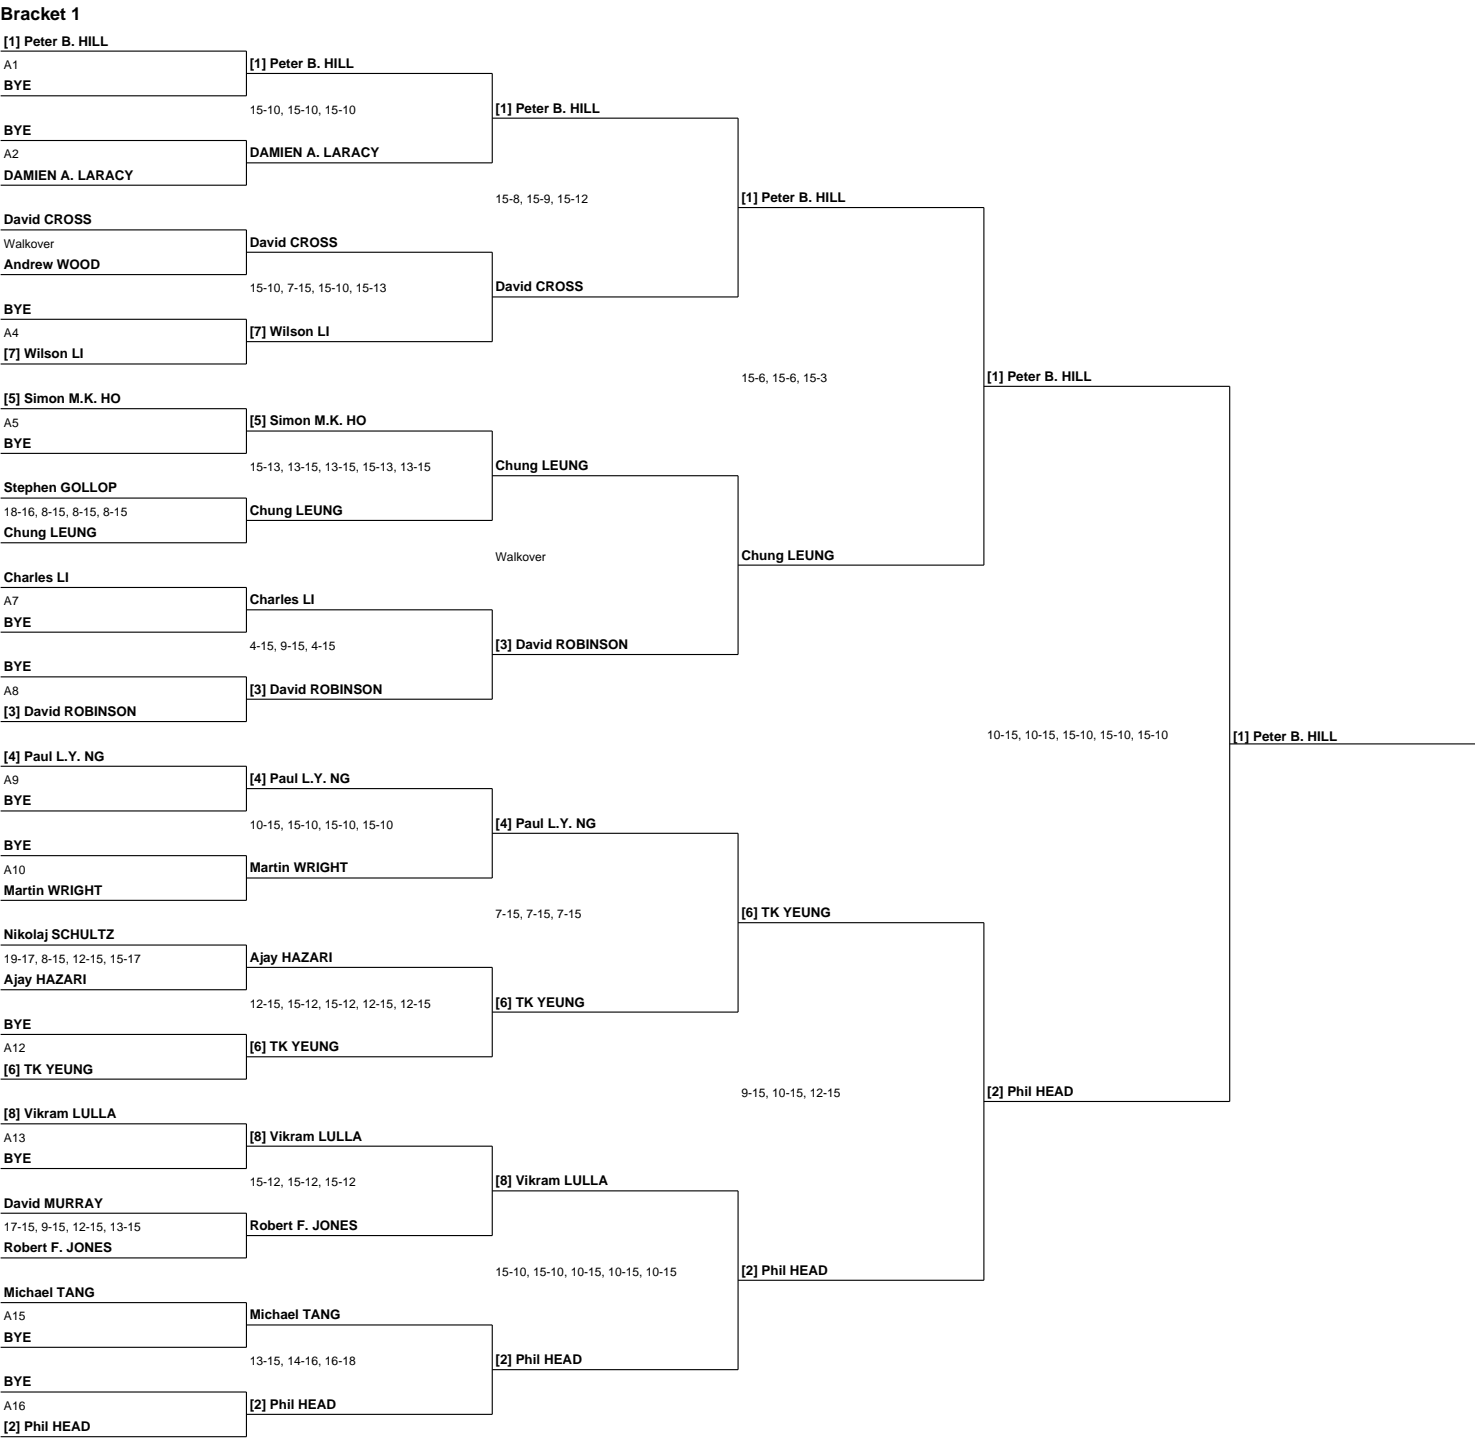 Bracket 1
[1] Peter B. HILL
A1
BYE
BYE
A2
DAMIEN A. LARACY
David CROSS
Walkover
Andrew WOOD
BYE
A4
[7] Wilson LI
[5] Simon M.K. HO
A5
BYE
Stephen GOLLOP
18-16, 8-15, 8-15, 8-15
Chung LEUNG
Charles LI
A7
BYE
BYE
A8
[3] David ROBINSON
[4] Paul L.Y. NG
A9
BYE
BYE
A10
Martin WRIGHT
Nikolaj SCHULTZ
19-17, 8-15, 12-15, 15-17
Ajay HAZARI
BYE
A12
[6] TK YEUNG
[8] Vikram LULLA
A13
BYE
David MURRAY
17-15, 9-15, 12-15, 13-15
Robert F. JONES
Michael TANG
A15
BYE
BYE
A16
[2] Phil HEAD
[1] Peter B. HILL
15-10, 15-10, 15-10
DAMIEN A. LARACY
David CROSS
15-10, 7-15, 15-10, 15-13
[7] Wilson LI
[5] Simon M.K. HO
15-13, 13-15, 13-15, 15-13, 13-15
Chung LEUNG
Charles LI
4-15, 9-15, 4-15
[3] David ROBINSON
[4] Paul L.Y. NG
10-15, 15-10, 15-10, 15-10
Martin WRIGHT
Ajay HAZARI
12-15, 15-12, 15-12, 12-15, 12-15
[6] TK YEUNG
[8] Vikram LULLA
15-12, 15-12, 15-12
Robert F. JONES
Michael TANG
13-15, 14-16, 16-18
[2] Phil HEAD
[1] Peter B. HILL
15-8, 15-9, 15-12
David CROSS
Chung LEUNG
Walkover
[3] David ROBINSON
[4] Paul L.Y. NG
7-15, 7-15, 7-15
[6] TK YEUNG
[8] Vikram LULLA
15-10, 15-10, 10-15, 10-15, 10-15
[2] Phil HEAD
[1] Peter B. HILL
15-6, 15-6, 15-3
Chung LEUNG
[6] TK YEUNG
9-15, 10-15, 12-15
[2] Phil HEAD
[1] Peter B. HILL
10-15, 10-15, 15-10, 15-10, 15-10
[2] Phil HEAD
[1] Peter B. HILL